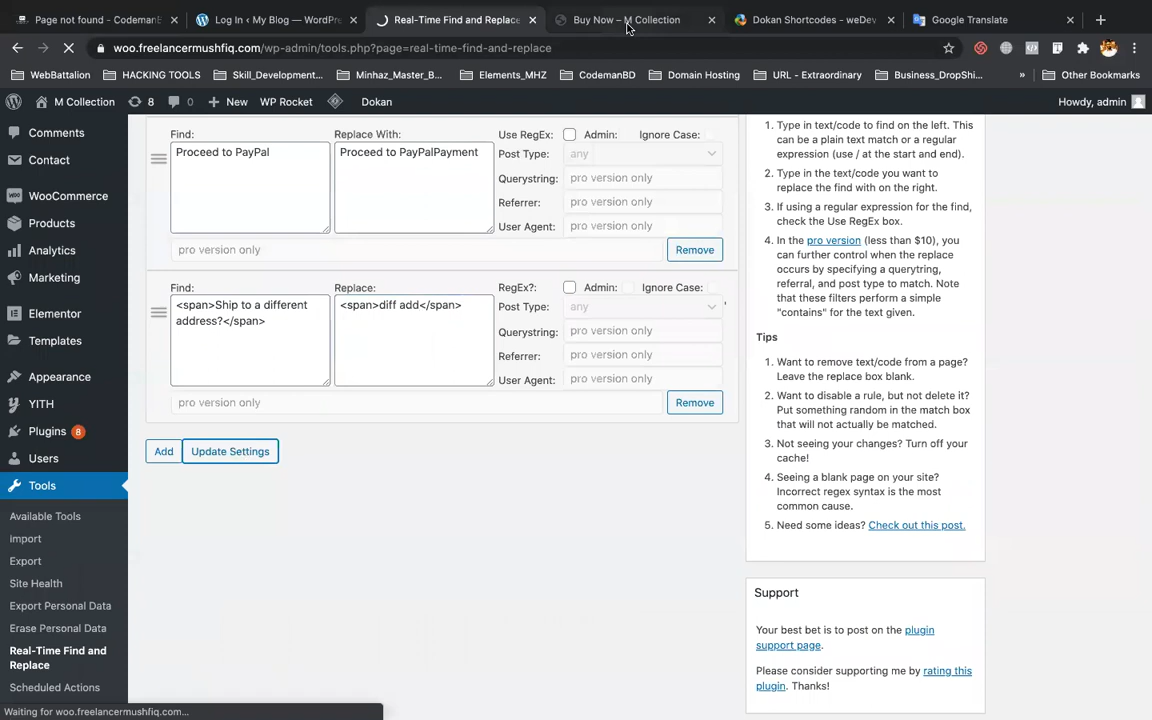 Page not found - CodemanB
Log In ‹ My Blog — WordPre
Real-Time Find and Replace
Buy Now – M Collection
Dokan Shortcodes - weDev
Google Translate
woo.freelancermushfiq.com/wp-admin/tools.php?page=real-time-find-and-replace
WebBattalion
HACKING TOOLS
Skill_Development...
Minhaz_Master_B...
Elements_MHZ
CodemanBD
Domain Hosting
URL - Extraordinary
Business_DropShi...
»
Other Bookmarks
M Collection
8
0
New
WP Rocket
Dokan
Howdy, admin
Comments
Contact
WooCommerce
Products
Analytics
Marketing
Elementor
Templates
Appearance
YITH
Plugins 8
Users
Tools
Available Tools
Import
Export
Site Health
Export Personal Data
Erase Personal Data
Real-Time Find and
Replace
Scheduled Actions
Find:
Replace With:
Use RegEx:
Admin:
Ignore Case:
Proceed to PayPal
Proceed to PayPalPayment
Post Type:
any
Querystring:
pro version only
Referrer:
pro version only
User Agent:
pro version only
pro version only
Remove
Find:
Replace:
RegEx?:
Admin:
Ignore Case:
<span>Ship to a different
address?</span>
<span>diff add</span>
Post Type:
any
Querystring:
pro version only
Referrer:
pro version only
User Agent:
pro version only
pro version only
Remove
Add
Update Settings
1. Type in text/code to find on the left. This
can be a plain text match or a regular
expression (use / at the start and end).
2. Type in the text/code you want to
replace the find with on the right.
3. If using a regular expression for the find,
check the Use RegEx box.
4. In the pro version (less than $10), you
can further control when the replace
occurs by specifying a querytring,
referral, and post type to match. Note
that these filters perform a simple
"contains" for the text given.
Tips
1. Want to remove text/code from a page?
Leave the replace box blank.
2. Want to disable a rule, but not delete it?
Put something random in the match box
that will not actually be matched.
3. Not seeing your changes? Turn off your
cache!
4. Seeing a blank page on your site?
Incorrect regex syntax is the most
common cause.
5. Need some ideas? Check out this post.
Support
Your best bet is to post on the plugin
support page.
Please consider supporting me by rating this
plugin. Thanks!
Waiting for woo.freelancermushfiq.com...